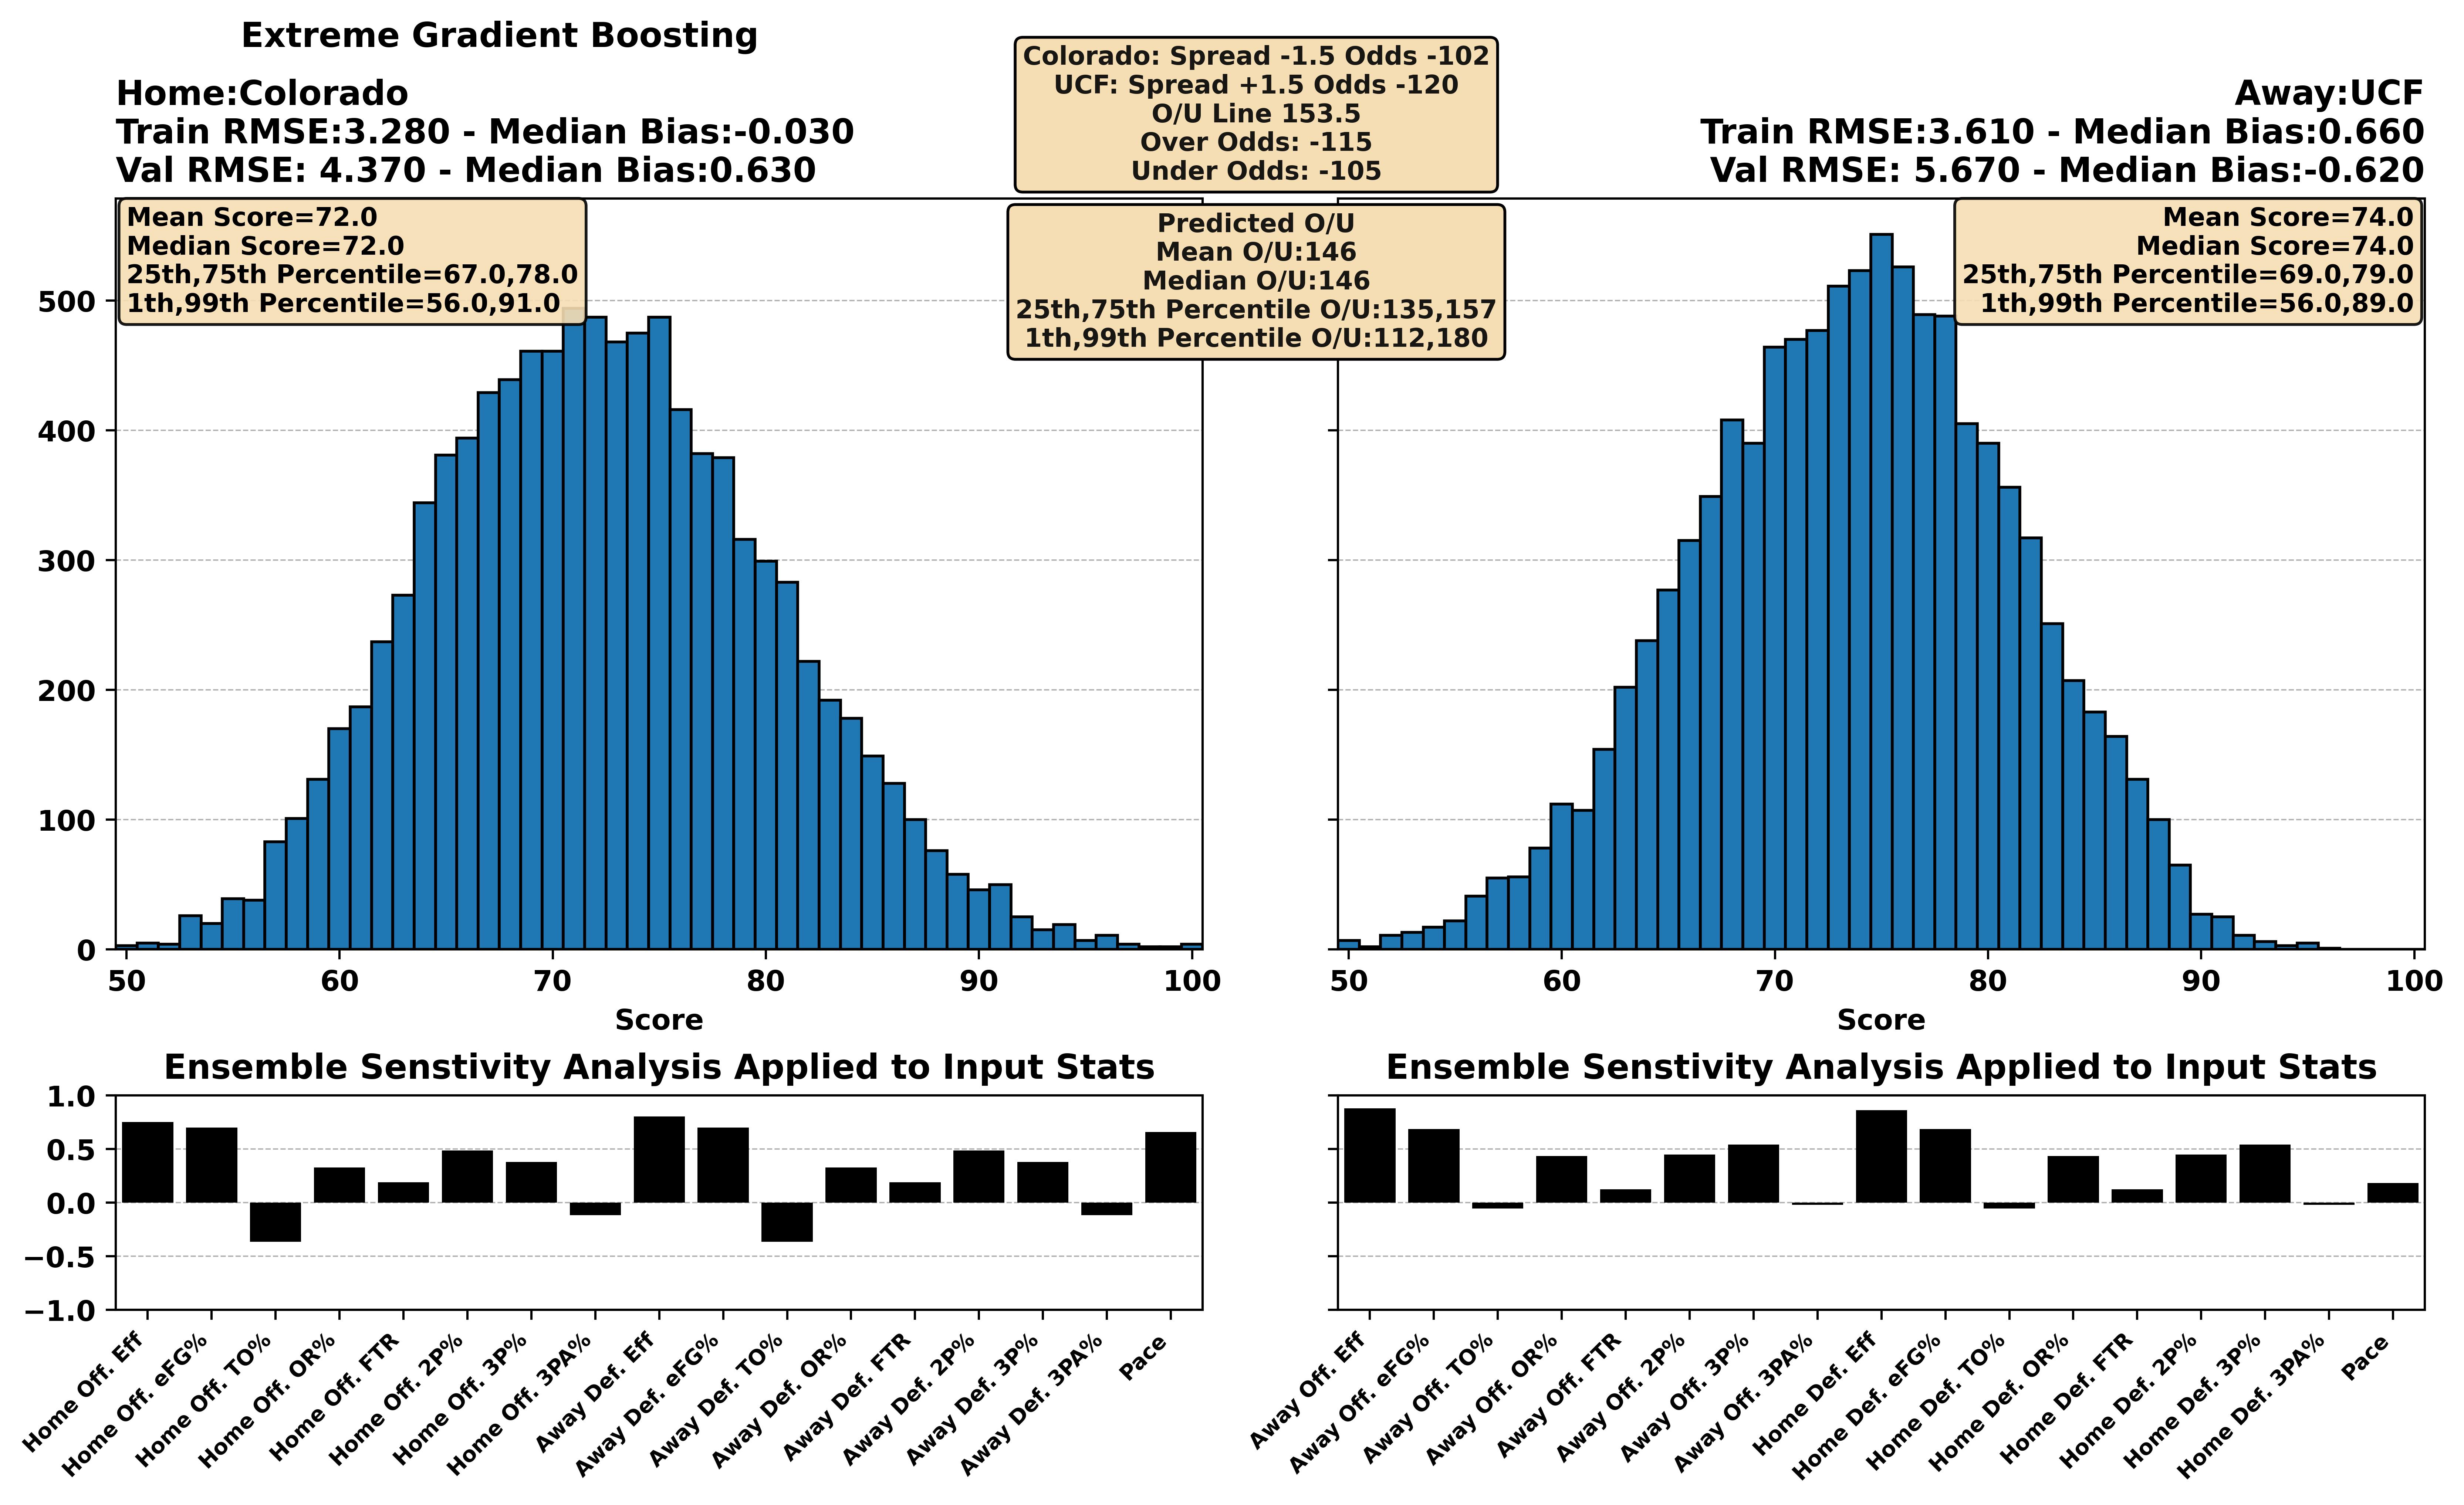 Extreme Gradient Boosting
Home:Colorado
Train RMSE:3.280 - Median Bias:-0.030
Val RMSE: 4.370 - Median Bias:0.630
Colorado: Spread -1.5 Odds -102
UCF: Spread +1.5 Odds -120
O/U Line 153.5
Over Odds: -115
Under Odds: -105
Away:UCF
Train RMSE:3.610 - Median Bias:0.660
Val RMSE: 5.670 - Median Bias:-0.620
Mean Score=72.0
Median Score=72.0
25th,75th Percentile=67.0,78.0
1th,99th Percentile=56.0,91.0
Predicted O/U
Mean O/U:146
Median O/U:146
25th,75th Percentile O/U:135,157
1th,99th Percentile O/U:112,180
Mean Score=74.0
Median Score=74.0
25th,75th Percentile=69.0,79.0
1th,99th Percentile=56.0,89.0
500
400
300
200
100
0
50 60 70 80 90 100
Score
50 60 70 80 90 100
Score
Ensemble Senstivity Analysis Applied to Input Stats
1.0
0.5
0.0
−0.5
−1.0
Home Off. Eff
Home Off. eFG%
Home Off. TO%
Home Off. OR%
Home Off. FTR
Home Off. 2P%
Home Off. 3P%
Home Off. 3PA%
Away Def. Eff
Away Def. eFG%
Away Def. TO%
Away Def. OR%
Away Def. FTR
Away Def. 2P%
Away Def. 3P%
Away Def. 3PA%
Pace
Ensemble Senstivity Analysis Applied to Input Stats
Away Off. Eff
Away Off. eFG%
Away Off. TO%
Away Off. OR%
Away Off. FTR
Away Off. 2P%
Away Off. 3P%
Away Off. 3PA%
Home Def. Eff
Home Def. eFG%
Home Def. TO%
Home Def. OR%
Home Def. FTR
Home Def. 2P%
Home Def. 3P%
Home Def. 3PA%
Pace